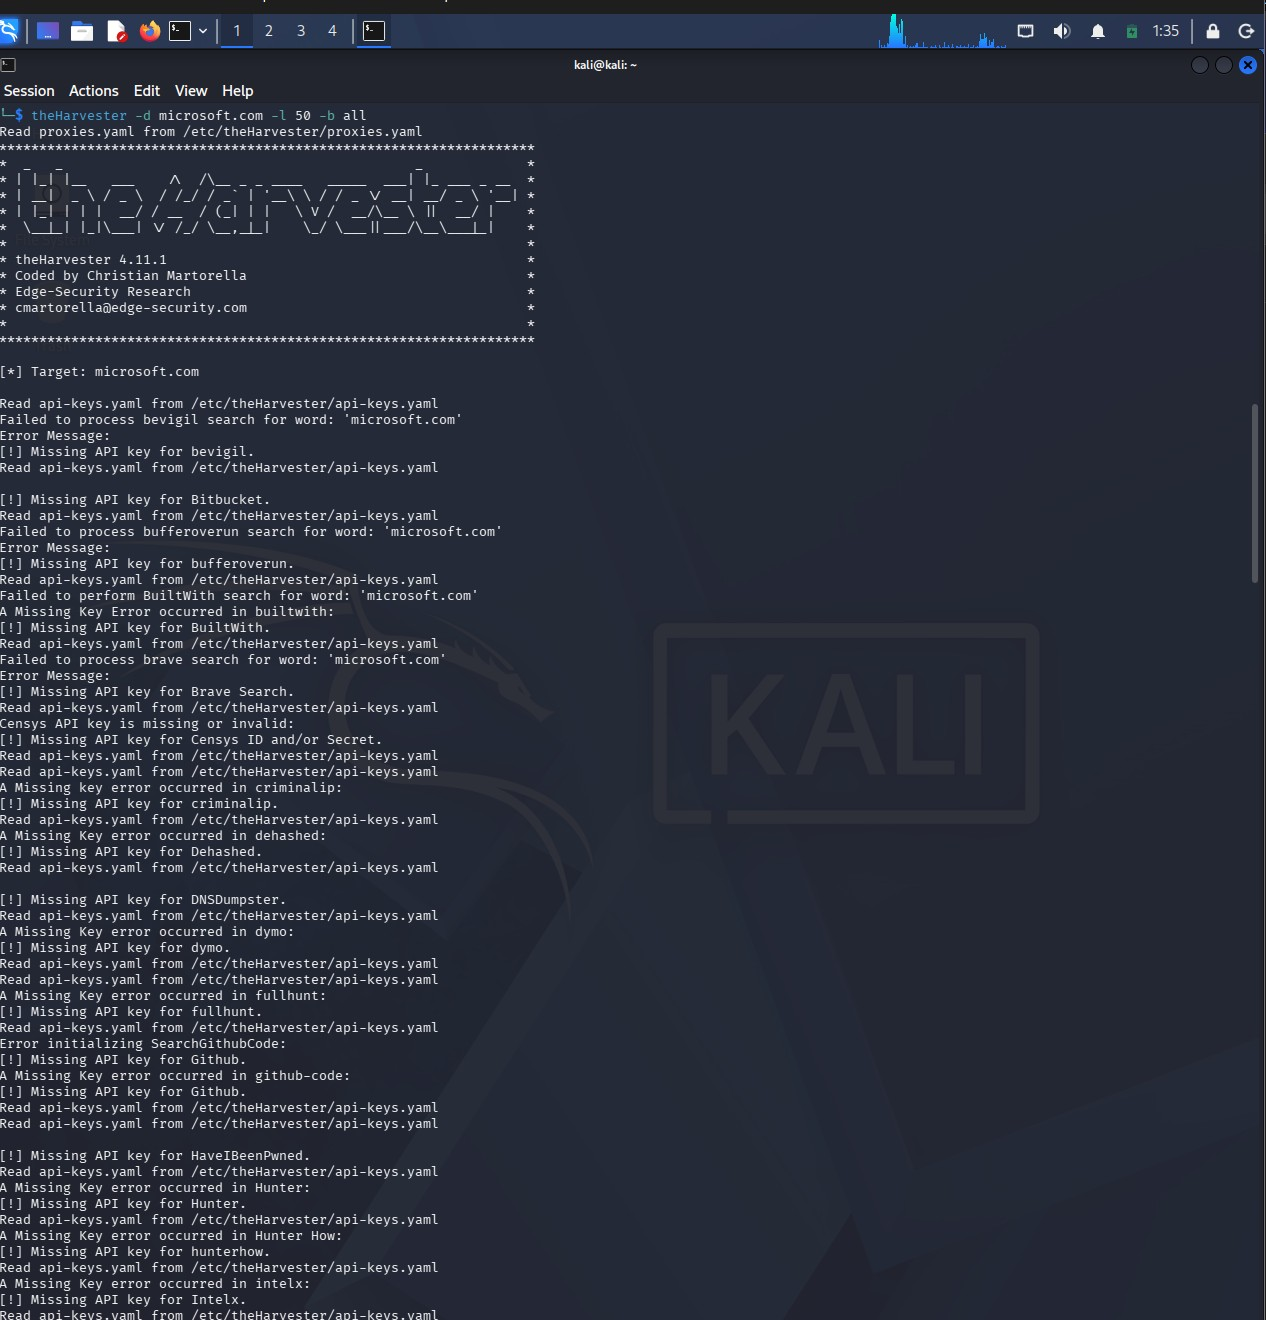 1 2 3 4 1:35
kali@kali: ~
Session Actions Edit View Help
└─$ theHarvester -d microsoft.com -l 50 -b all
Read proxies.yaml from /etc/theHarvester/proxies.yaml
*******************************************************************
theHarvester
* theHarvester 4.11.1 *
* Coded by Christian Martorella *
* Edge-Security Research *
* cmartorella@edge-security.com *
* *
*******************************************************************
[*] Target: microsoft.com
Read api-keys.yaml from /etc/theHarvester/api-keys.yaml
Failed to process bevigil search for word: 'microsoft.com'
Error Message:
[!] Missing API key for bevigil.
Read api-keys.yaml from /etc/theHarvester/api-keys.yaml
[!] Missing API key for Bitbucket.
Read api-keys.yaml from /etc/theHarvester/api-keys.yaml
Failed to process bufferoverun search for word: 'microsoft.com'
Error Message:
[!] Missing API key for bufferoverun.
Read api-keys.yaml from /etc/theHarvester/api-keys.yaml
Failed to perform BuiltWith search for word: 'microsoft.com'
A Missing Key Error occurred in builtwith:
[!] Missing API key for BuiltWith.
Read api-keys.yaml from /etc/theHarvester/api-keys.yaml
Failed to process brave search for word: 'microsoft.com'
Error Message:
[!] Missing API key for Brave Search.
Read api-keys.yaml from /etc/theHarvester/api-keys.yaml
Censys API key is missing or invalid:
[!] Missing API key for Censys ID and/or Secret.
Read api-keys.yaml from /etc/theHarvester/api-keys.yaml
Read api-keys.yaml from /etc/theHarvester/api-keys.yaml
A Missing key error occurred in criminalip:
[!] Missing API key for criminalip.
Read api-keys.yaml from /etc/theHarvester/api-keys.yaml
A Missing Key error occurred in dehashed:
[!] Missing API key for Dehashed.
Read api-keys.yaml from /etc/theHarvester/api-keys.yaml
[!] Missing API key for DNSDumpster.
Read api-keys.yaml from /etc/theHarvester/api-keys.yaml
A Missing Key error occurred in dymo:
[!] Missing API key for dymo.
Read api-keys.yaml from /etc/theHarvester/api-keys.yaml
Read api-keys.yaml from /etc/theHarvester/api-keys.yaml
A Missing Key error occurred in fullhunt:
[!] Missing API key for fullhunt.
Read api-keys.yaml from /etc/theHarvester/api-keys.yaml
Error initializing SearchGithubCode:
[!] Missing API key for Github.
A Missing Key error occurred in github-code:
[!] Missing API key for Github.
Read api-keys.yaml from /etc/theHarvester/api-keys.yaml
Read api-keys.yaml from /etc/theHarvester/api-keys.yaml
[!] Missing API key for HaveIBeenPwned.
Read api-keys.yaml from /etc/theHarvester/api-keys.yaml
A Missing Key error occurred in Hunter:
[!] Missing API key for Hunter.
Read api-keys.yaml from /etc/theHarvester/api-keys.yaml
A Missing Key error occurred in Hunter How:
[!] Missing API key for hunterhow.
Read api-keys.yaml from /etc/theHarvester/api-keys.yaml
A Missing Key error occurred in intelx:
[!] Missing API key for Intelx.
Read api-keys.yaml from /etc/theHarvester/api-keys.yaml
KALI